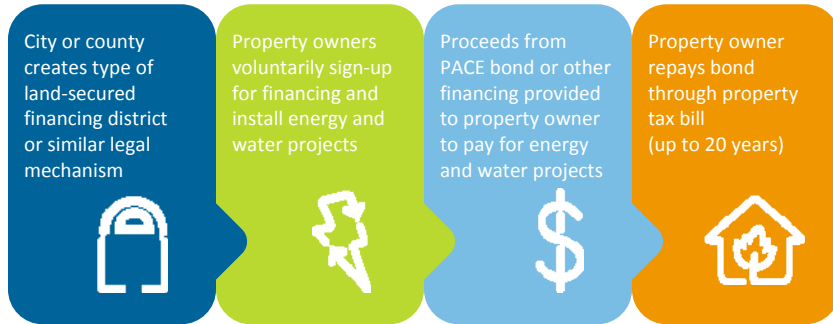 City or county
creates type of
land-secured
financing district
or similar legal
mechanism
Property owners
voluntarily sign-up
for financing and
install energy and
water projects
Proceeds from
PACE bond or other
financing provided
to property owner
to pay for energy
and water projects
Property owner
repays bond
through property
tax bill
(up to 20 years)
$